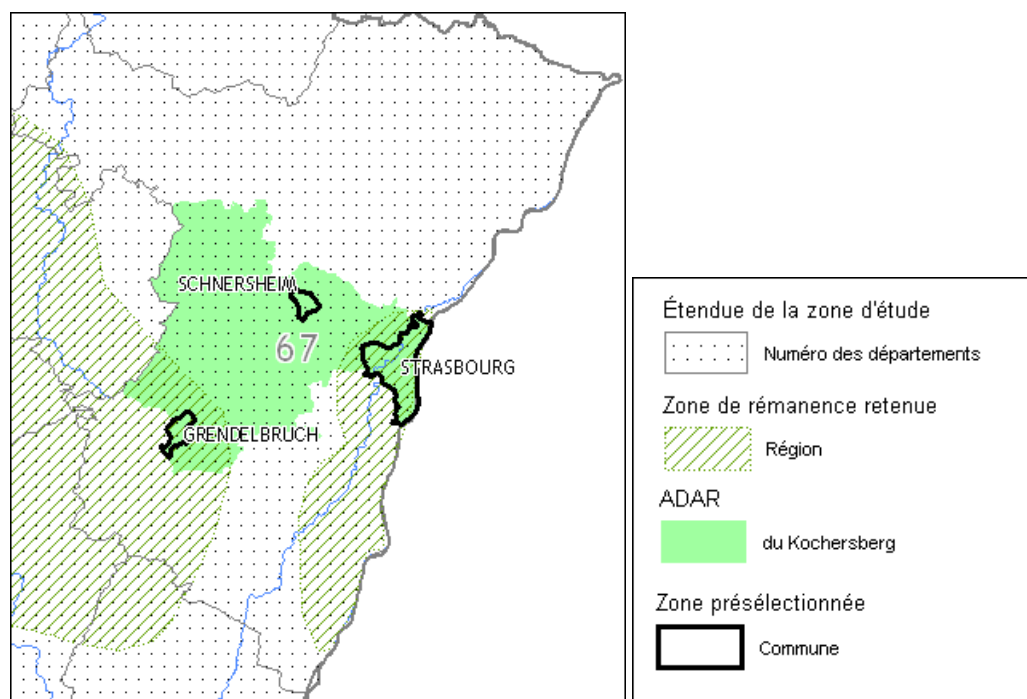 SCHNERSHEIM
67
STRASBOURG
GRENDELBRUCH
Étendue de la zone d'étude
Numéro des départements
Zone de rémanence retenue
Région
ADAR
du Kochersberg
Zone présélectionnée
Commune